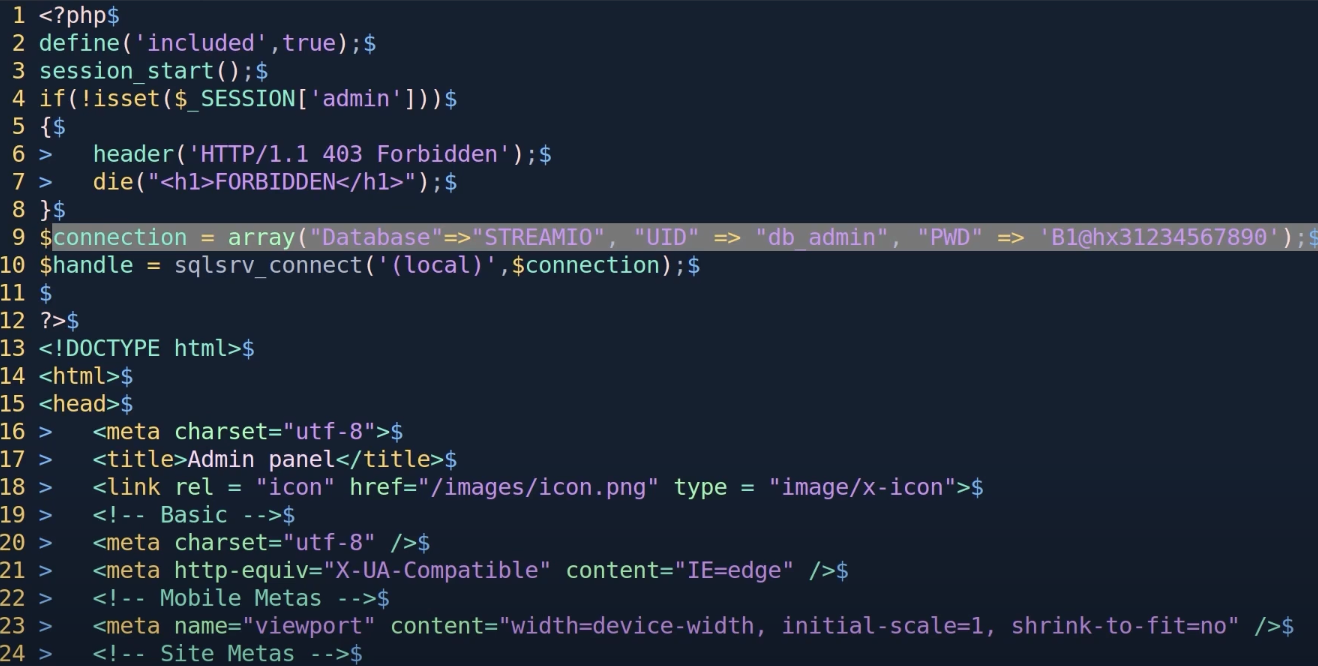 1 <?php$
2 define('included',true);$
3 session_start();$
4 if(!isset($_SESSION['admin']))$
5 {$
6 >   header('HTTP/1.1 403 Forbidden');$
7 >   die("<h1>FORBIDDEN</h1>");$
8 }$
9 $connection = array("Database"=>"STREAMIO", "UID" => "db_admin", "PWD" => 'B1@hx31234567890');$
10 $handle = sqlsrv_connect('(local)',$connection);$
11 $
12 ?>$
13 <!DOCTYPE html>$
14 <html>$
15 <head>$
16 >   <meta charset="utf-8">$
17 >   <title>Admin panel</title>$
18 >   <link rel = "icon" href="/images/icon.png" type = "image/x-icon">$
19 >   <!-- Basic -->$
20 >   <meta charset="utf-8" />$
21 >   <meta http-equiv="X-UA-Compatible" content="IE=edge" />$
22 >   <!-- Mobile Metas -->$
23 >   <meta name="viewport" content="width=device-width, initial-scale=1, shrink-to-fit=no" />$
24 >   <!-- Site Metas -->$